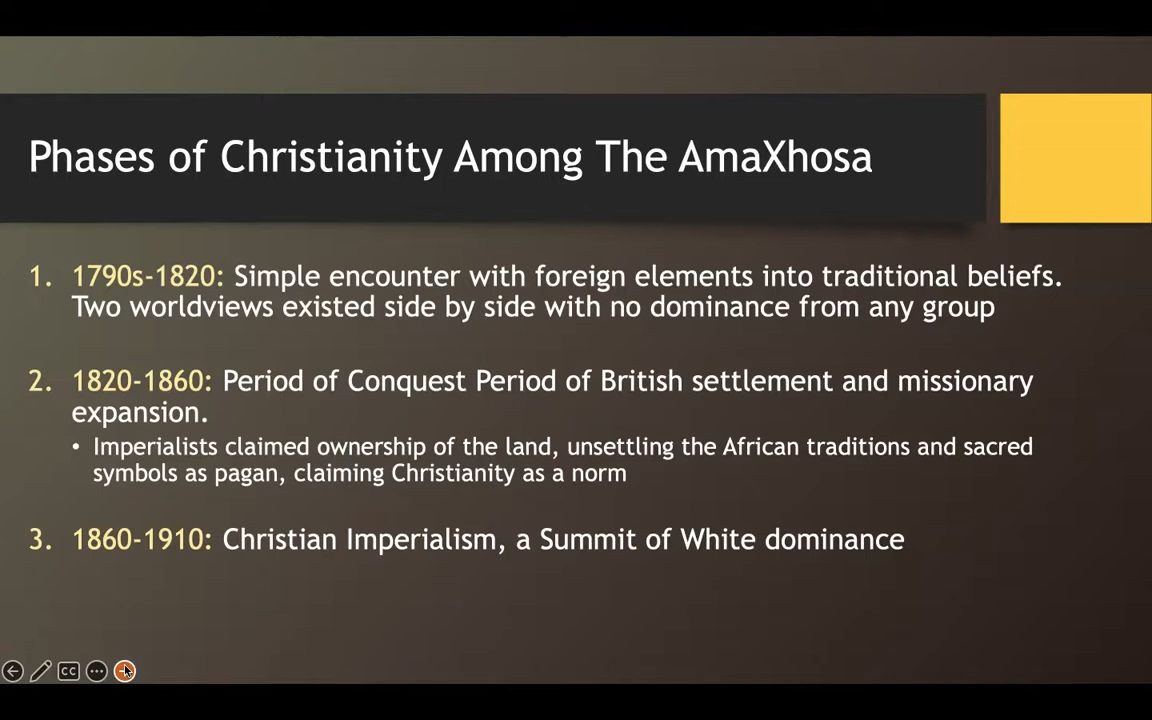 Phases of Christianity Among The AmaXhosa
1. 1790s-1820: Simple encounter with foreign elements into traditional beliefs.
Two worldviews existed side by side with no dominance from any group
2. 1820-1860: Period of Conquest Period of British settlement and missionary
expansion.
• Imperialists claimed ownership of the land, unsettling the African traditions and sacred
symbols as pagan, claiming Christianity as a norm
3. 1860-1910: Christian Imperialism, a Summit of White dominance
CC